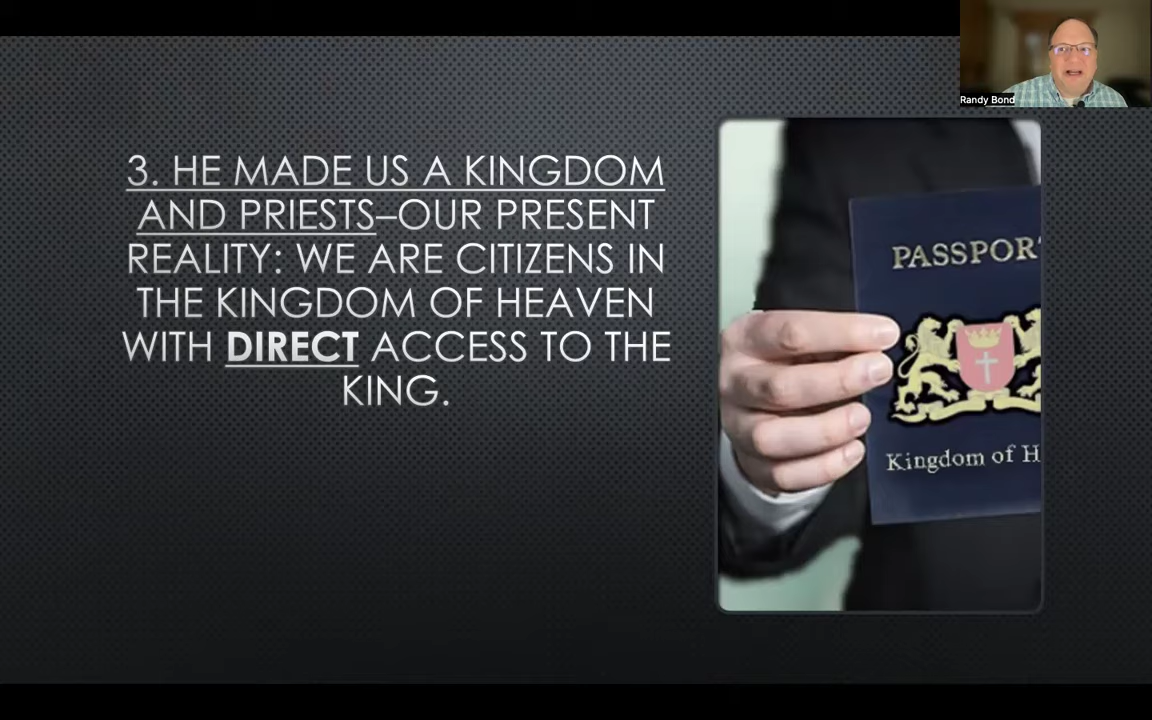 Randy Bond
3. HE MADE US A KINGDOM
AND PRIESTS–OUR PRESENT
REALITY: WE ARE CITIZENS IN
THE KINGDOM OF HEAVEN
WITH DIRECT ACCESS TO THE
KING.
PASSPOR
Kingdom of H